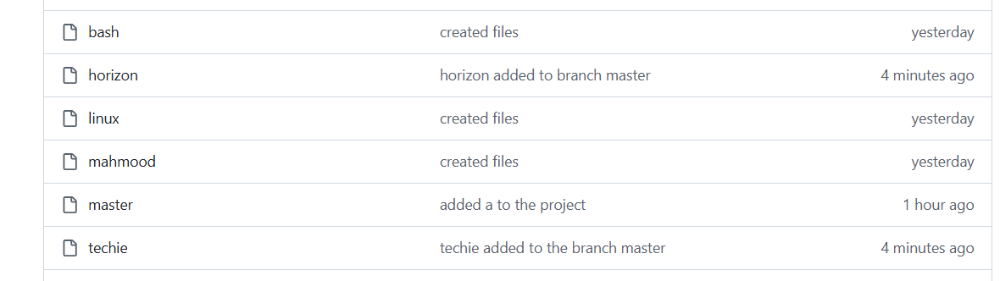 bash created files yesterday
horizon horizon added to branch master 4 minutes ago
linux created files yesterday
mahmood created files yesterday
master added a to the project 1 hour ago
techie techie added to the branch master 4 minutes ago